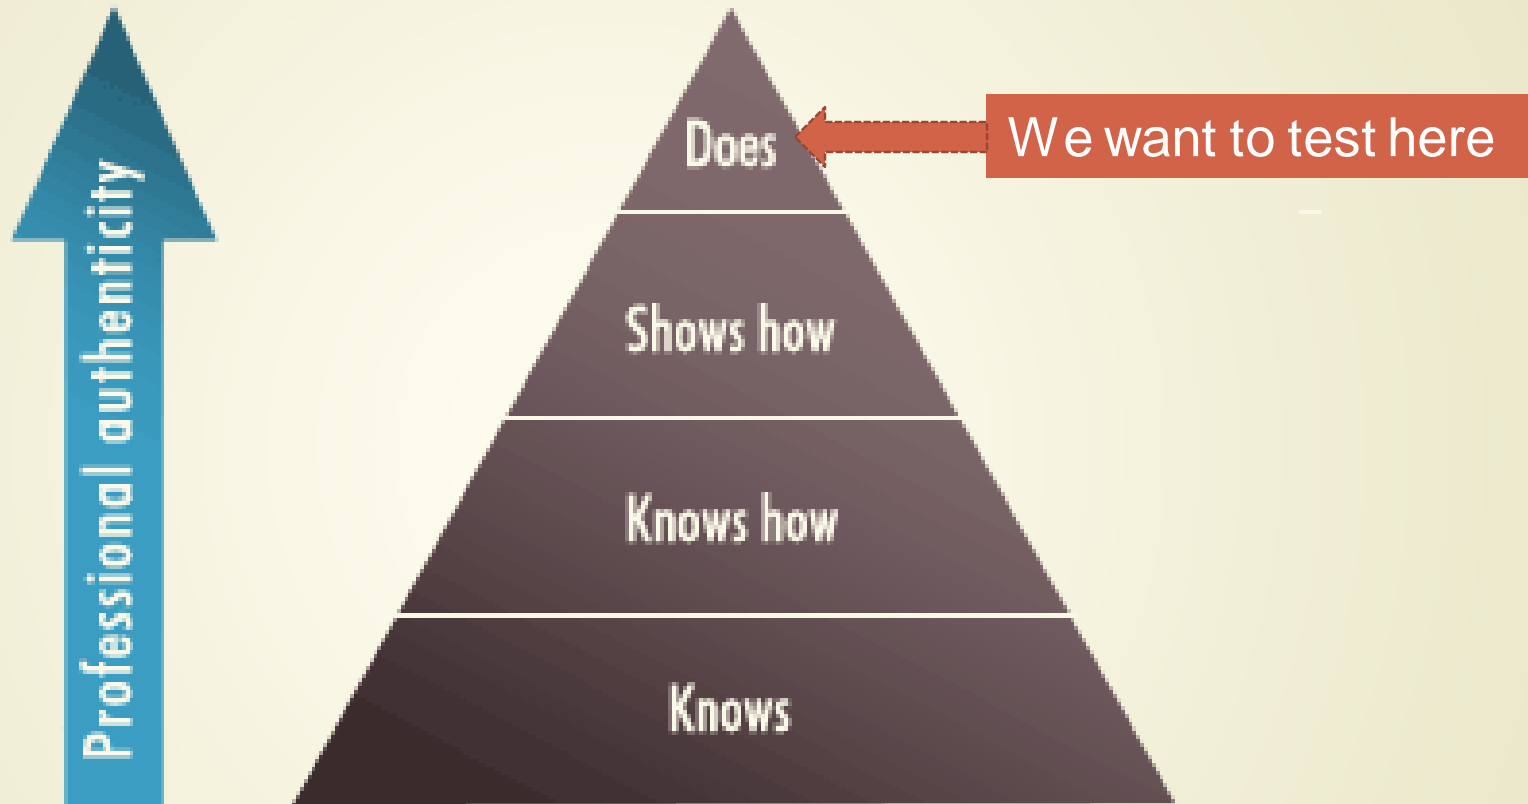 Professional authenticity
Does
We want to test here
Shows how
Knows how
Knows